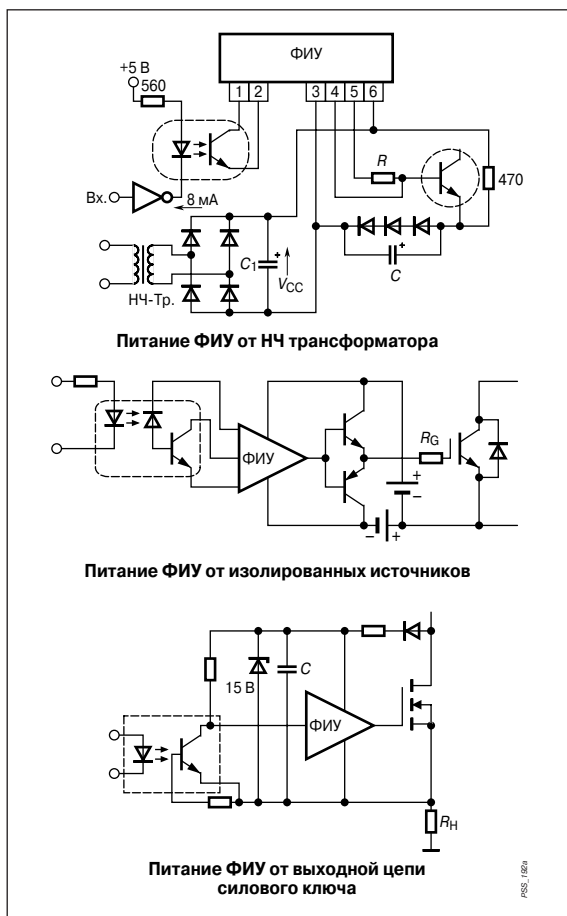 ФИУ
+5 В
560
1 2 3 4 5 6
R
470
Вх.
8 мА
C1
VCC
C
НЧ-Тр.
Питание ФИУ от НЧ трансформатора
ФИУ
RG
Питание ФИУ от изолированных источников
15 В
C
ФИУ
RН
Питание ФИУ от выходной цепи
силового ключа
PSS_192a